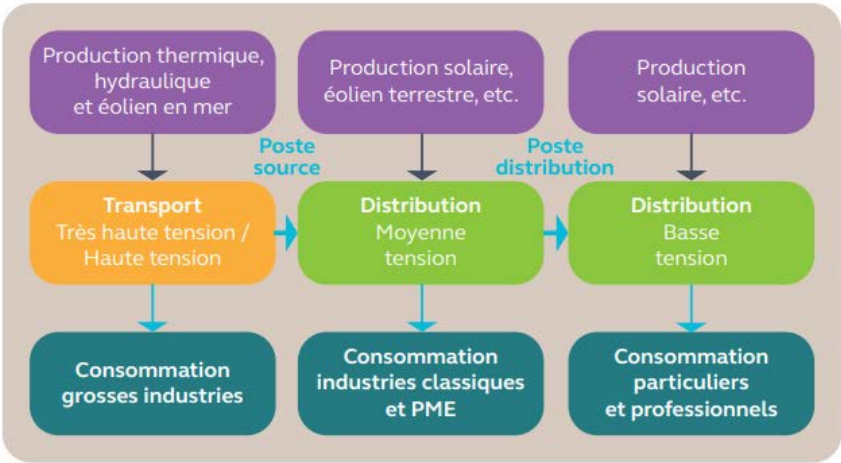 Production thermique,
hydraulique
et éolien en mer
Production solaire,
éolien terrestre, etc.
Production
solaire, etc.
Poste
source
Poste
distribution
Transport
Très haute tension /
Haute tension
Distribution
Moyenne
tension
Distribution
Basse
tension
Consommation
grosses industries
Consommation
industries classiques
et PME
Consommation
particuliers
et professionnels